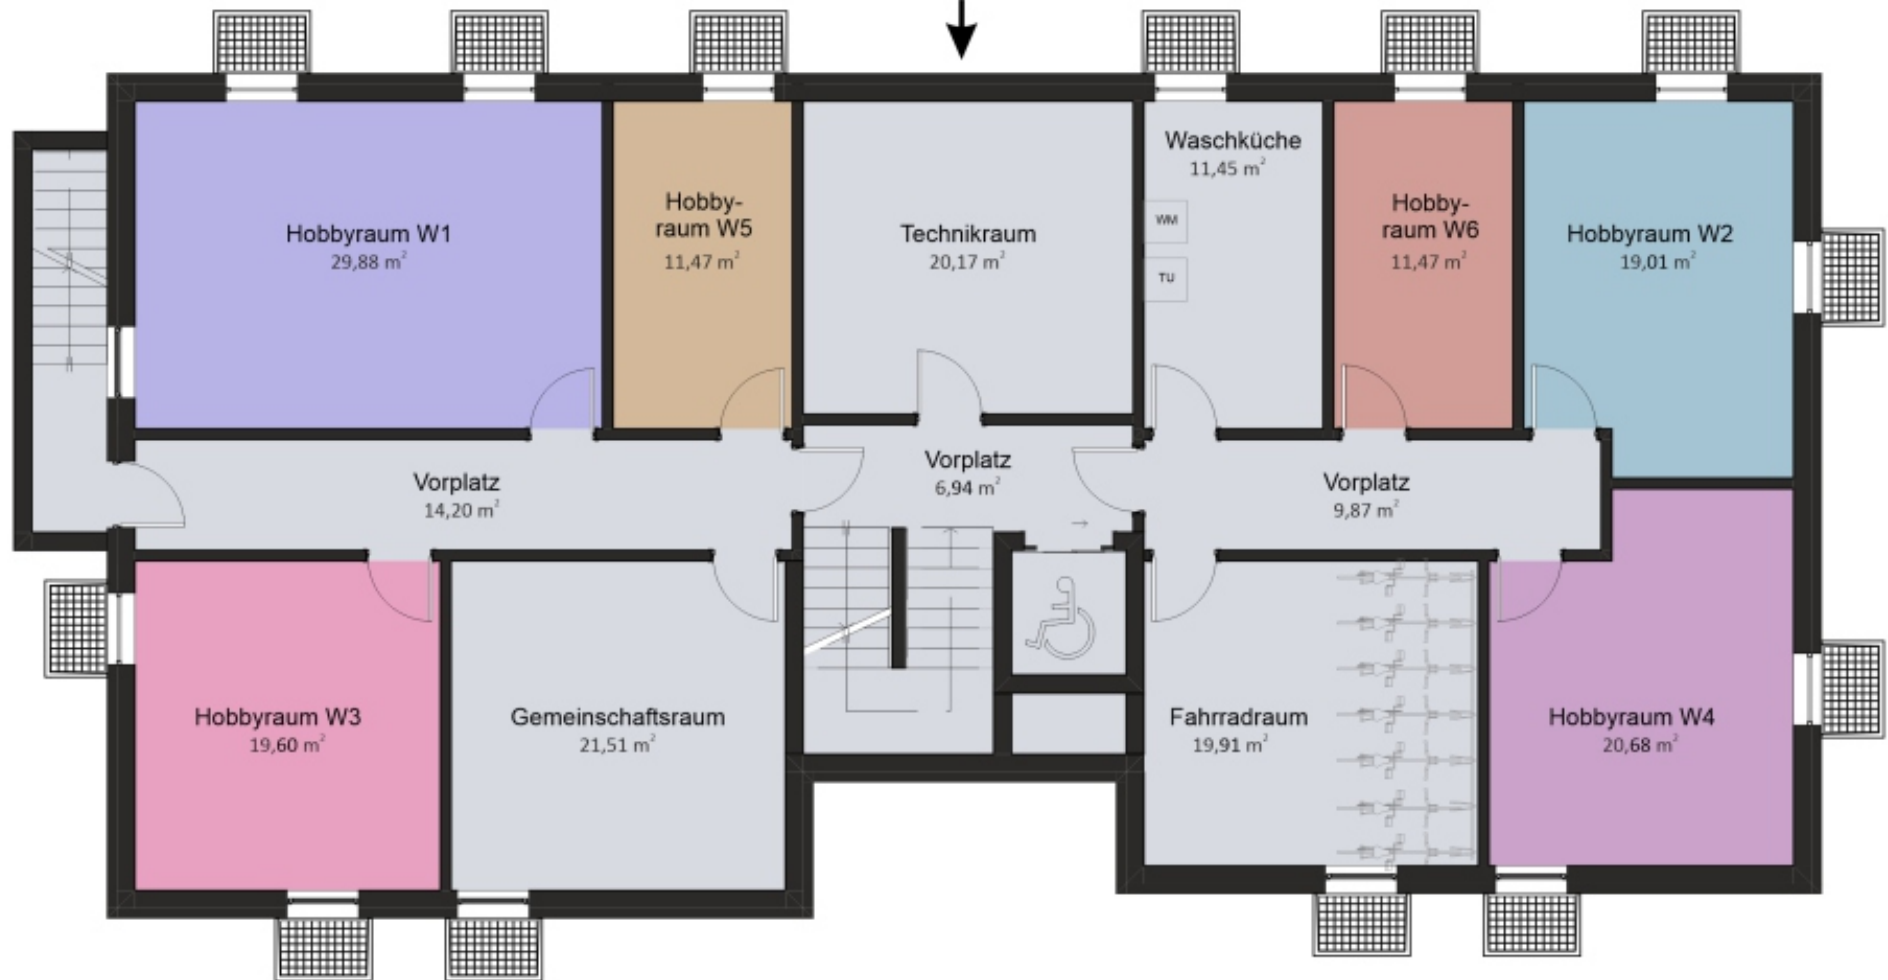 Hobbyraum W1
29,88 m²
Hobby-
raum W5
11,47 m²
Technikraum
20,17 m²
Waschküche
11,45 m²
WM
TU
Hobby-
raum W6
11,47 m²
Hobbyraum W2
19,01 m²
Vorplatz
14,20 m²
Vorplatz
6,94 m²
Vorplatz
9,87 m²
Hobbyraum W3
19,60 m²
Gemeinschaftsraum
21,51 m²
Fahrradraum
19,91 m²
Hobbyraum W4
20,68 m²